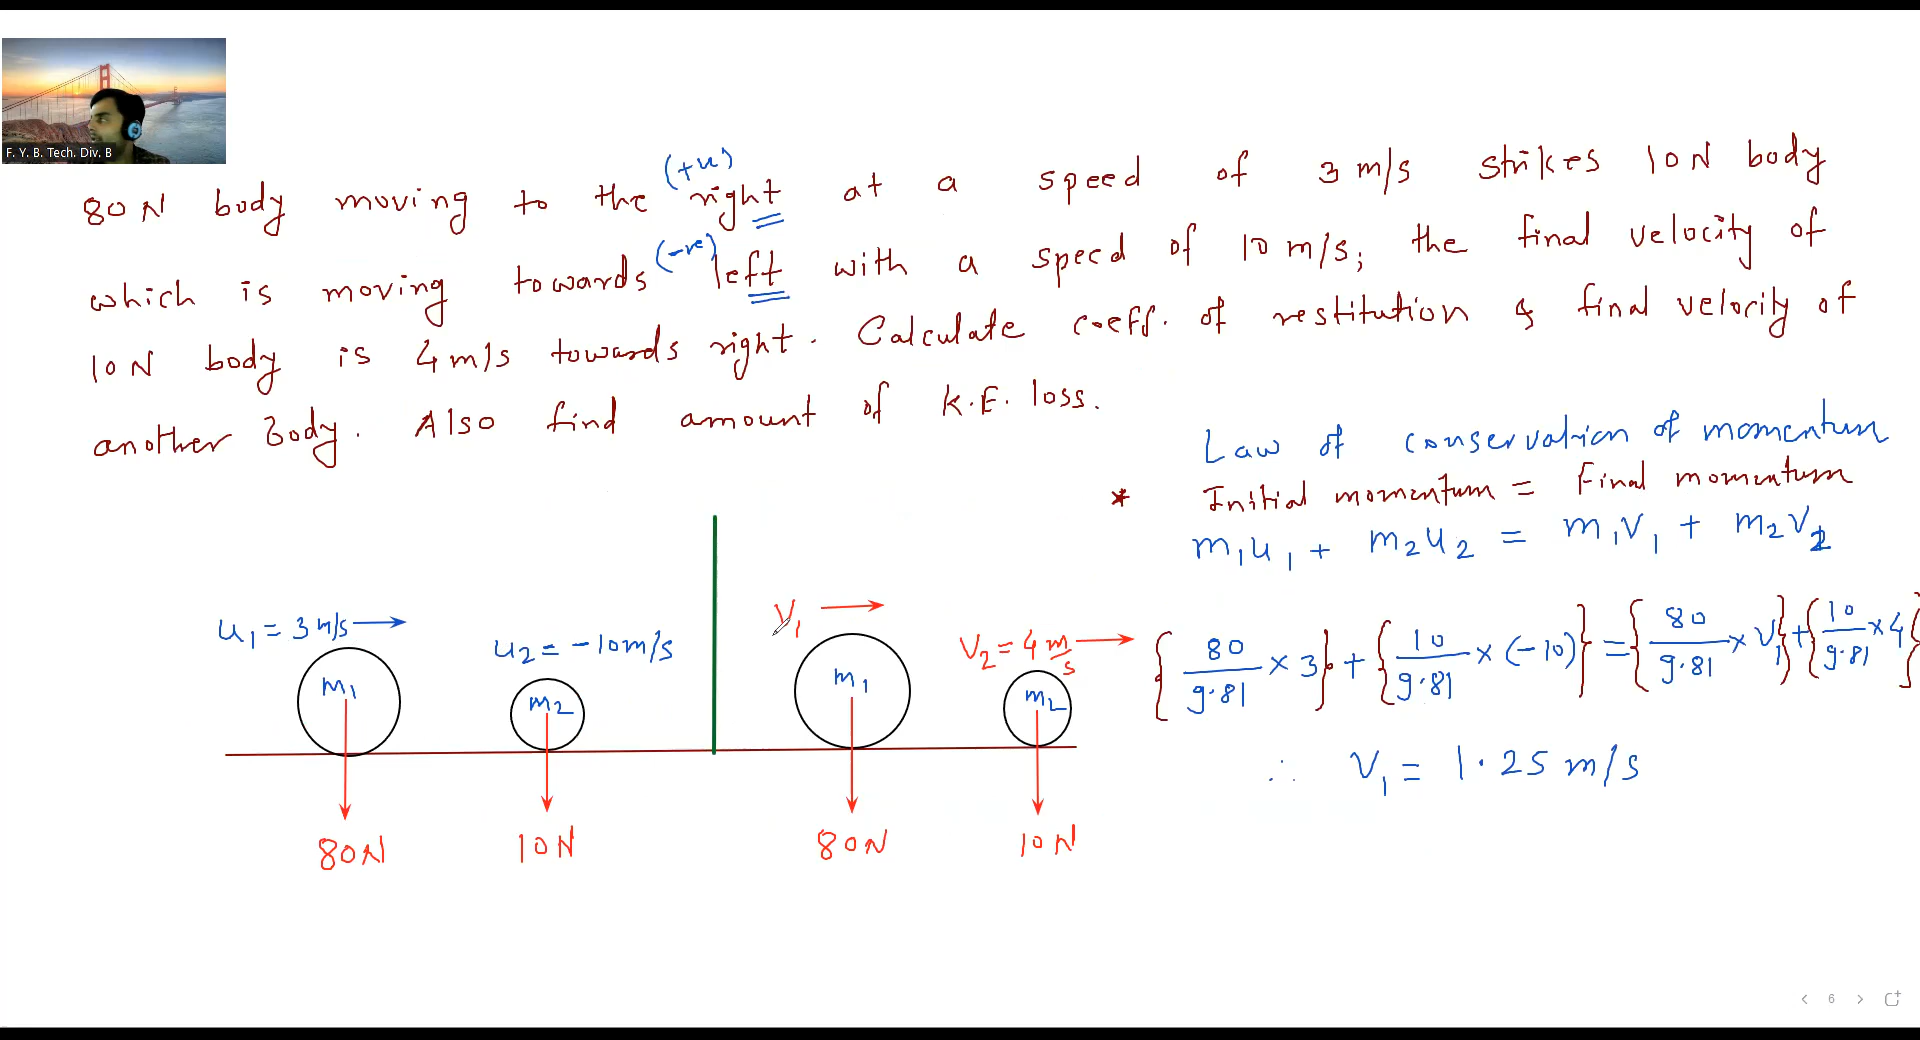 F. Y. B. Tech. Div. B
(+ve)
80 N body moving to the right at a speed of 3 m/s strikes 10N body
(-ve)
which is moving towards left with a speed of 10 m/s; the final velocity of
10N body is 4 m/s towards right. Calculate coeff. of restitution & final velocity of
another Body. Also find amount of K.E. loss.
Law of conservation of momentum
* Initial momentum = Final momentum
m1u1 + m2u2 = m1v1 + m2v2
{80/9.81 × 3} + {10/9.81 × (-10)} = {80/9.81 × V1} + {10/9.81 × 4}
∴ V1 = 1.25 m/s
u1 = 3 m/s
u2 = -10 m/s
V1
V2 = 4 m/s
m1
m2
m1
m2
80N
10N
80N
10N
6